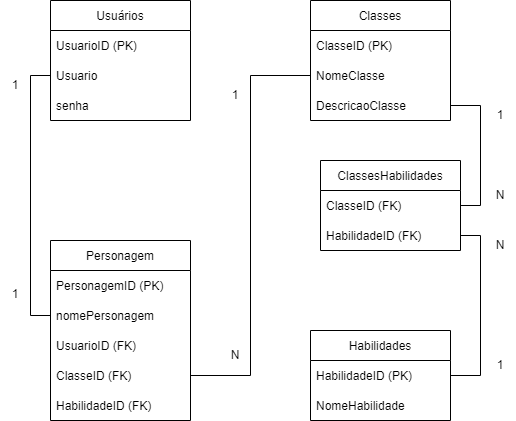 Usuários
UsuarioID (PK)
Usuario
senha
1
1
Personagem
PersonagemID (PK)
nomePersonagem
UsuarioID (FK)
ClasseID (FK)
HabilidadeID (FK)
1
N
Classes
ClasseID (PK)
NomeClasse
DescricaoClasse
1
N
ClassesHabilidades
ClasseID (FK)
HabilidadeID (FK)
N
1
Habilidades
HabilidadeID (PK)
NomeHabilidade